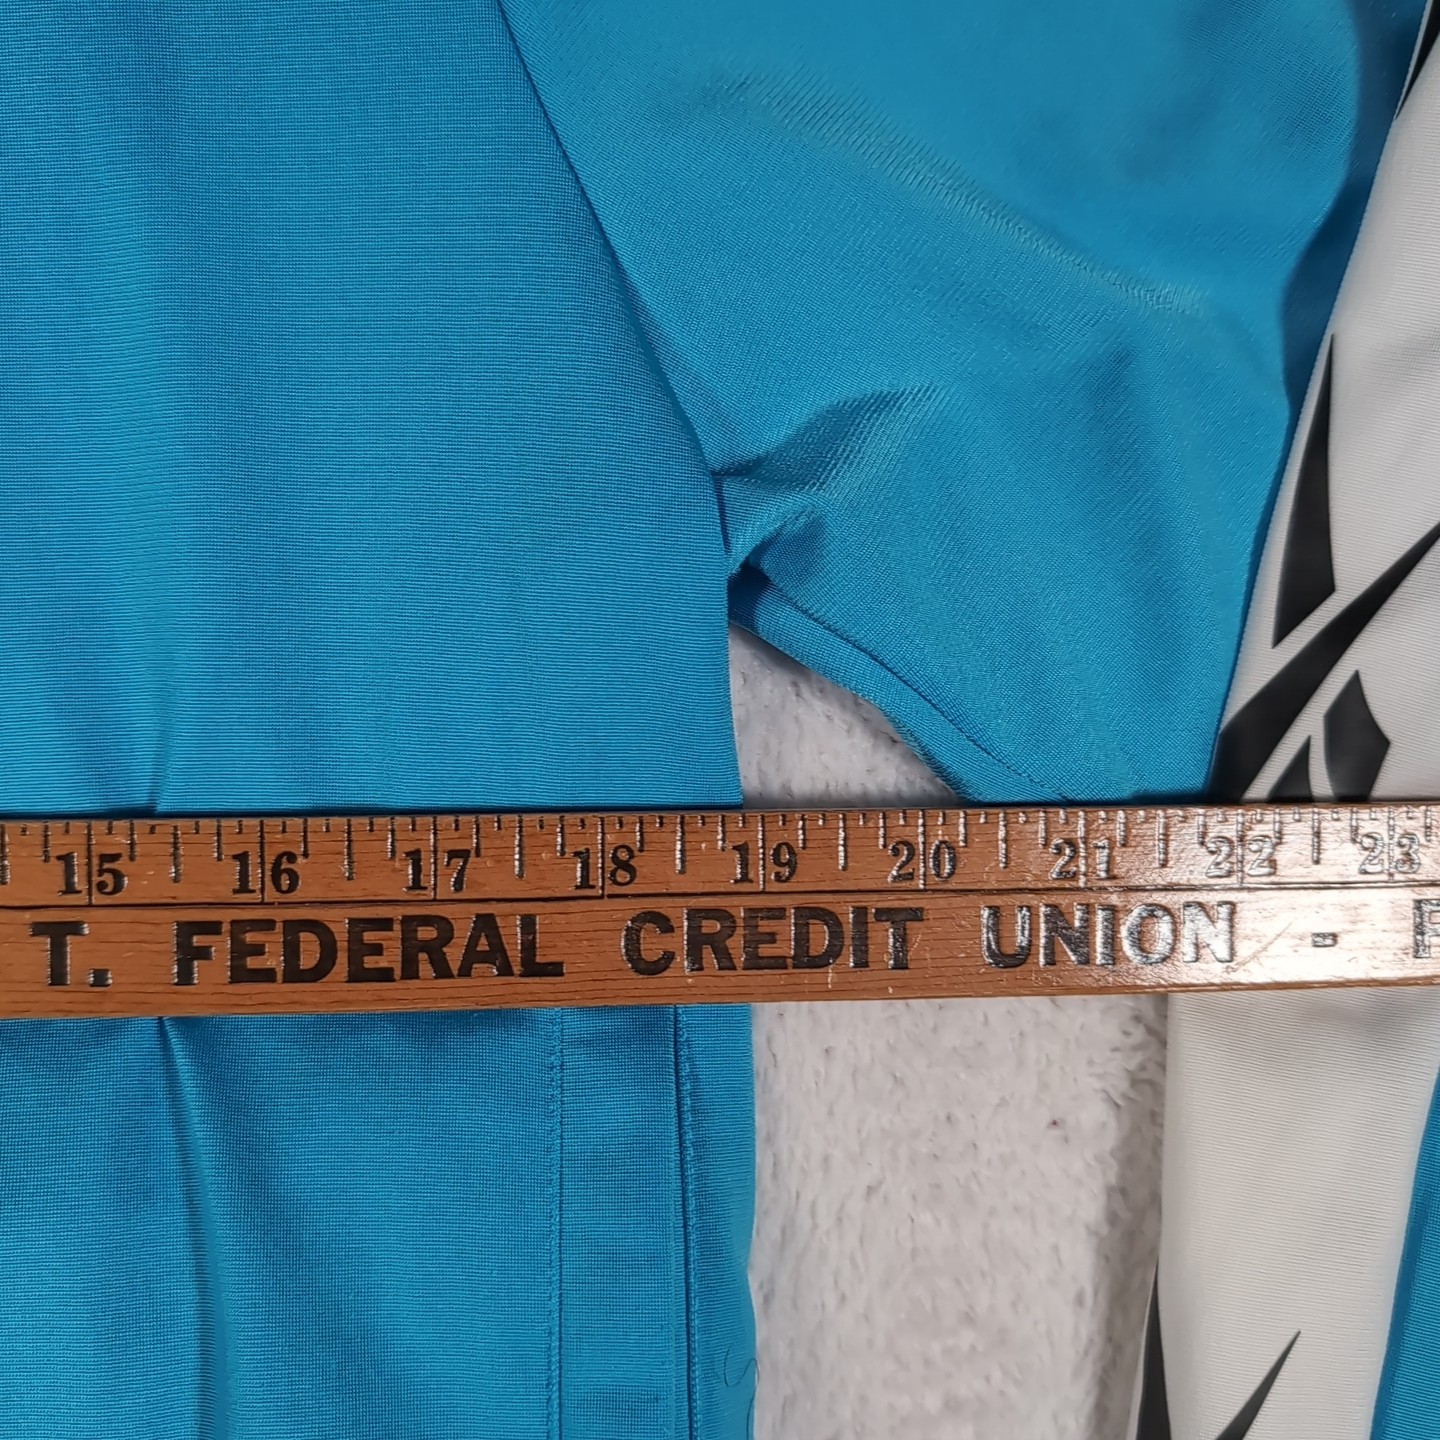 15 16 17 18 19 20 21 22 23
T. FEDERAL CREDIT UNION -